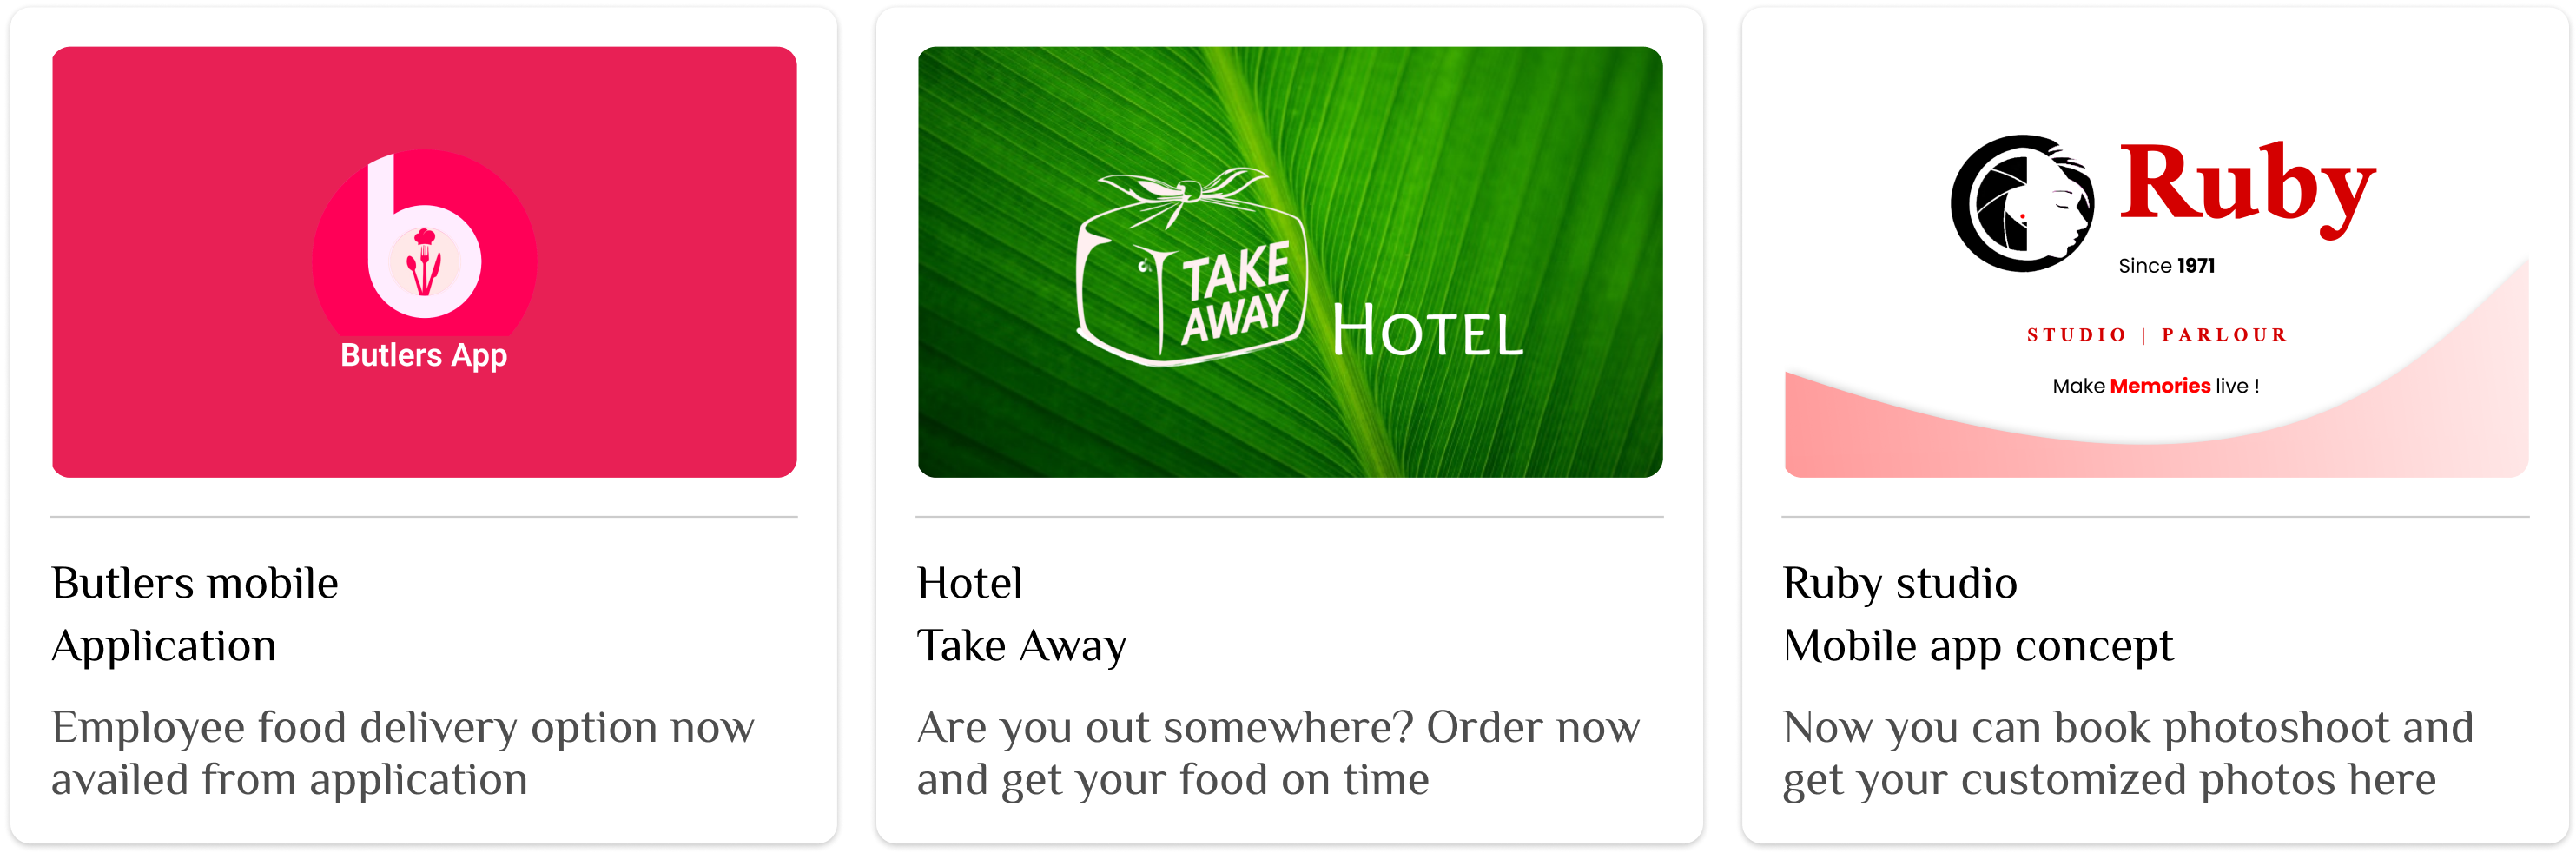 Butlers App
Butlers mobile
Application
Employee food delivery option now
availed from application
TAKE
AWAY
HOTEL
Hotel
Take Away
Are you out somewhere? Order now
and get your food on time
Ruby
Since 1971
STUDIO | PARLOUR
Make Memories live !
Ruby studio
Mobile app concept
Now you can book photoshoot and
get your customized photos here